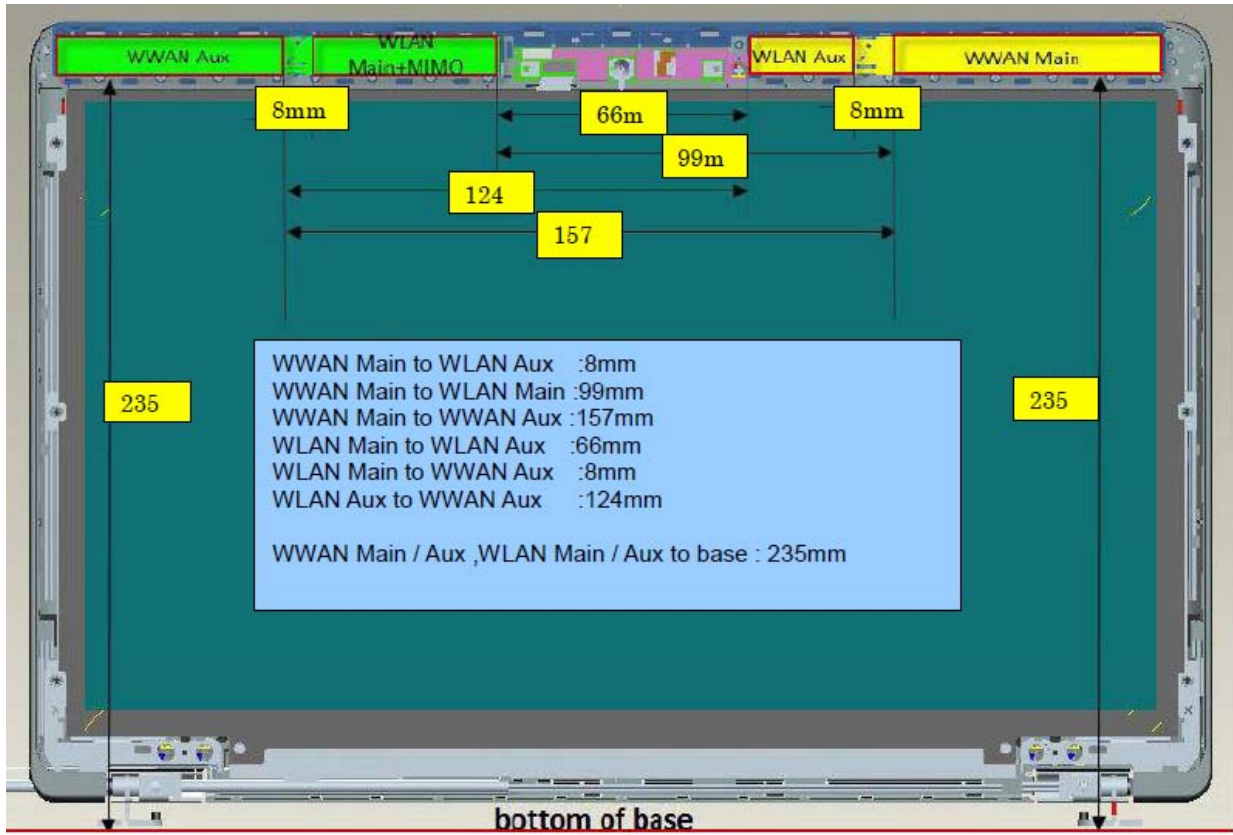 WWAN Aux
WLAN
Main+MIMO
WLAN Aux
WWAN Main
8mm
66m
8mm
99m
124
157
WWAN Main to WLAN Aux :8mm
WWAN Main to WLAN Main :99mm
WWAN Main to WWAN Aux :157mm
WLAN Main to WLAN Aux :66mm
WLAN Main to WWAN Aux :8mm
WLAN Aux to WWAN Aux :124mm
WWAN Main / Aux ,WLAN Main / Aux to base : 235mm
235
235
bottom of base